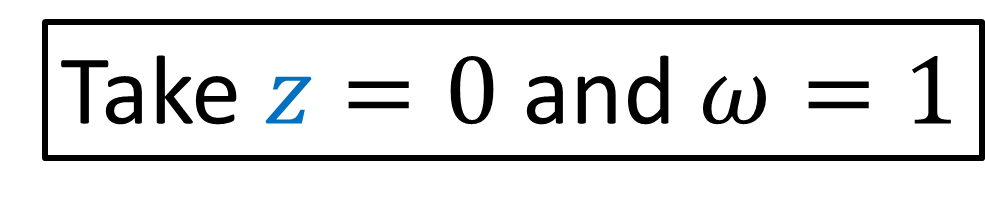 Take z = 0 and ω = 1